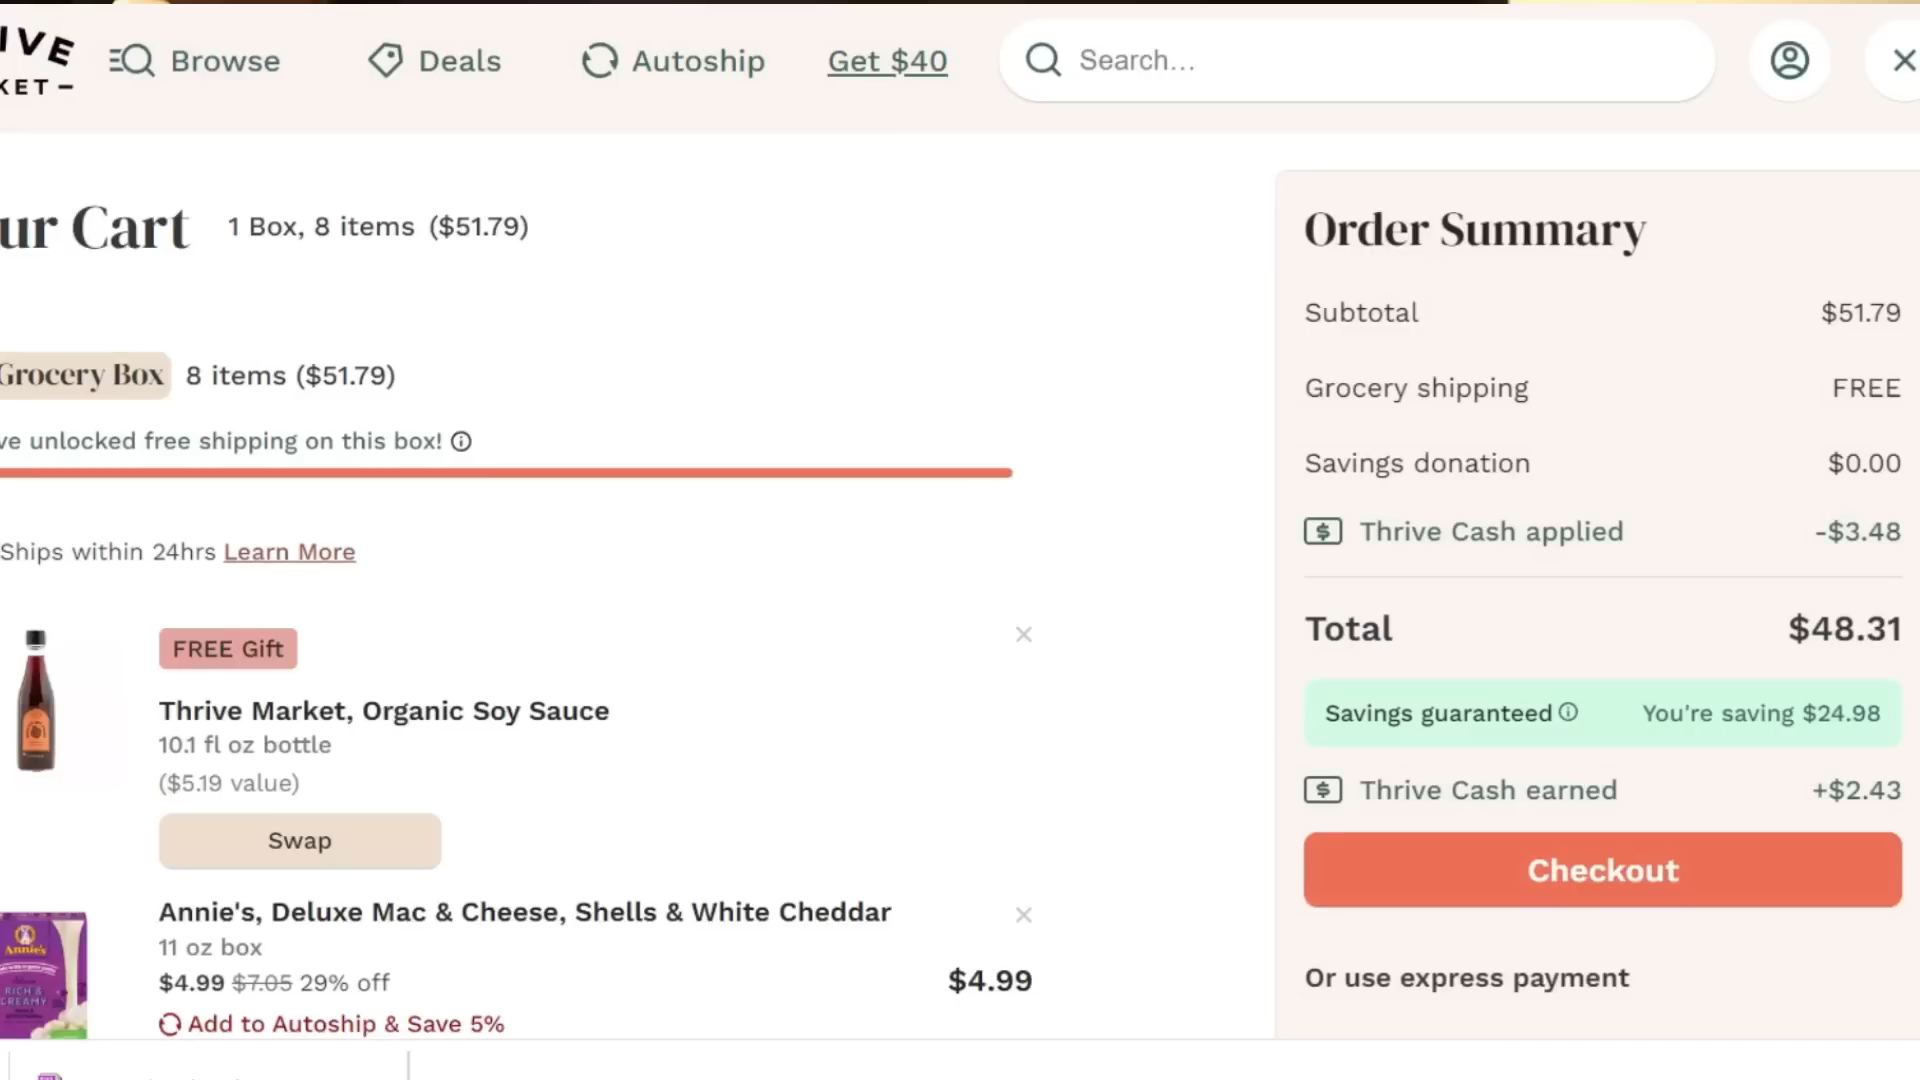 IVE
KET –
Browse
Deals
Autoship
Get $40
Search...
ur Cart
1 Box, 8 items ($51.79)
Grocery Box
8 items ($51.79)
ve unlocked free shipping on this box!
Ships within 24hrs Learn More
FREE Gift
Thrive Market, Organic Soy Sauce
10.1 fl oz bottle
($5.19 value)
Swap
Annie's
RICH &
CREAMY
Annie's, Deluxe Mac & Cheese, Shells & White Cheddar
11 oz box
$4.99 $7.05 29% off
$4.99
Add to Autoship & Save 5%
Order Summary
Subtotal $51.79
Grocery shipping FREE
Savings donation $0.00
Thrive Cash applied -$3.48
Total $48.31
Savings guaranteed You're saving $24.98
Thrive Cash earned +$2.43
Checkout
Or use express payment